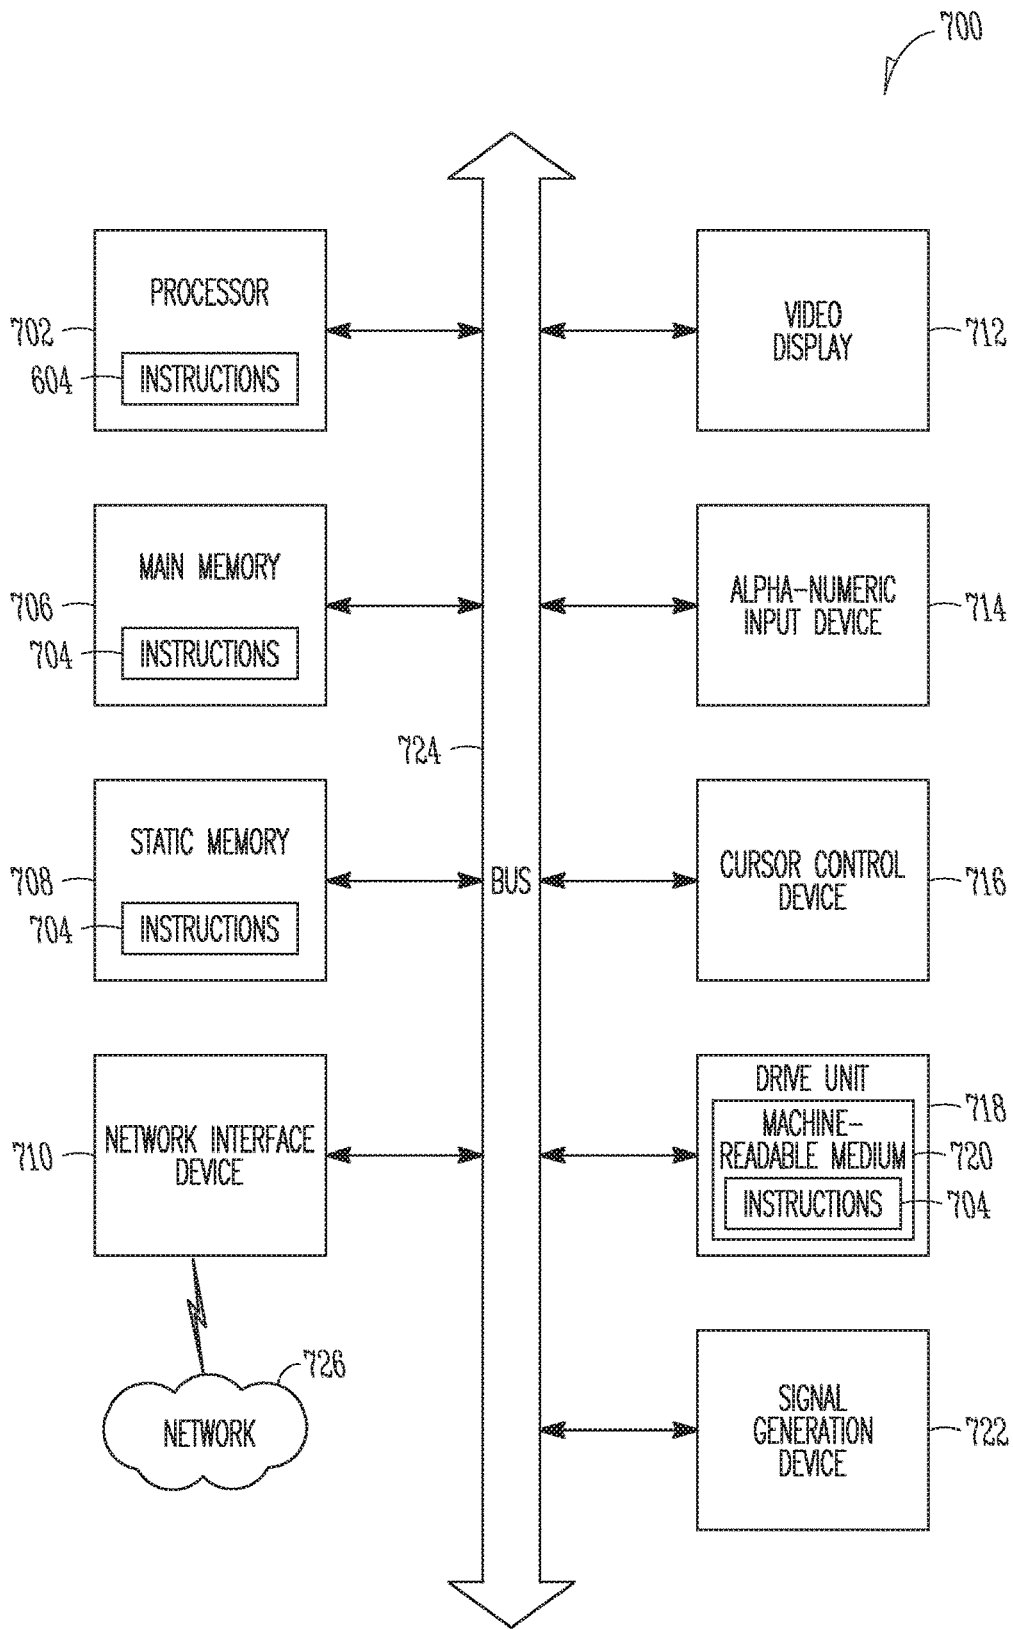 700
PROCESSOR
702
604
INSTRUCTIONS
VIDEO
DISPLAY
712
MAIN MEMORY
706
704
INSTRUCTIONS
ALPHA-NUMERIC
INPUT DEVICE
714
724
STATIC MEMORY
708
704
INSTRUCTIONS
BUS
CURSOR CONTROL
DEVICE
716
710
NETWORK INTERFACE
DEVICE
DRIVE UNIT
718
MACHINE-
READABLE MEDIUM
720
INSTRUCTIONS
704
726
NETWORK
SIGNAL
GENERATION
DEVICE
722